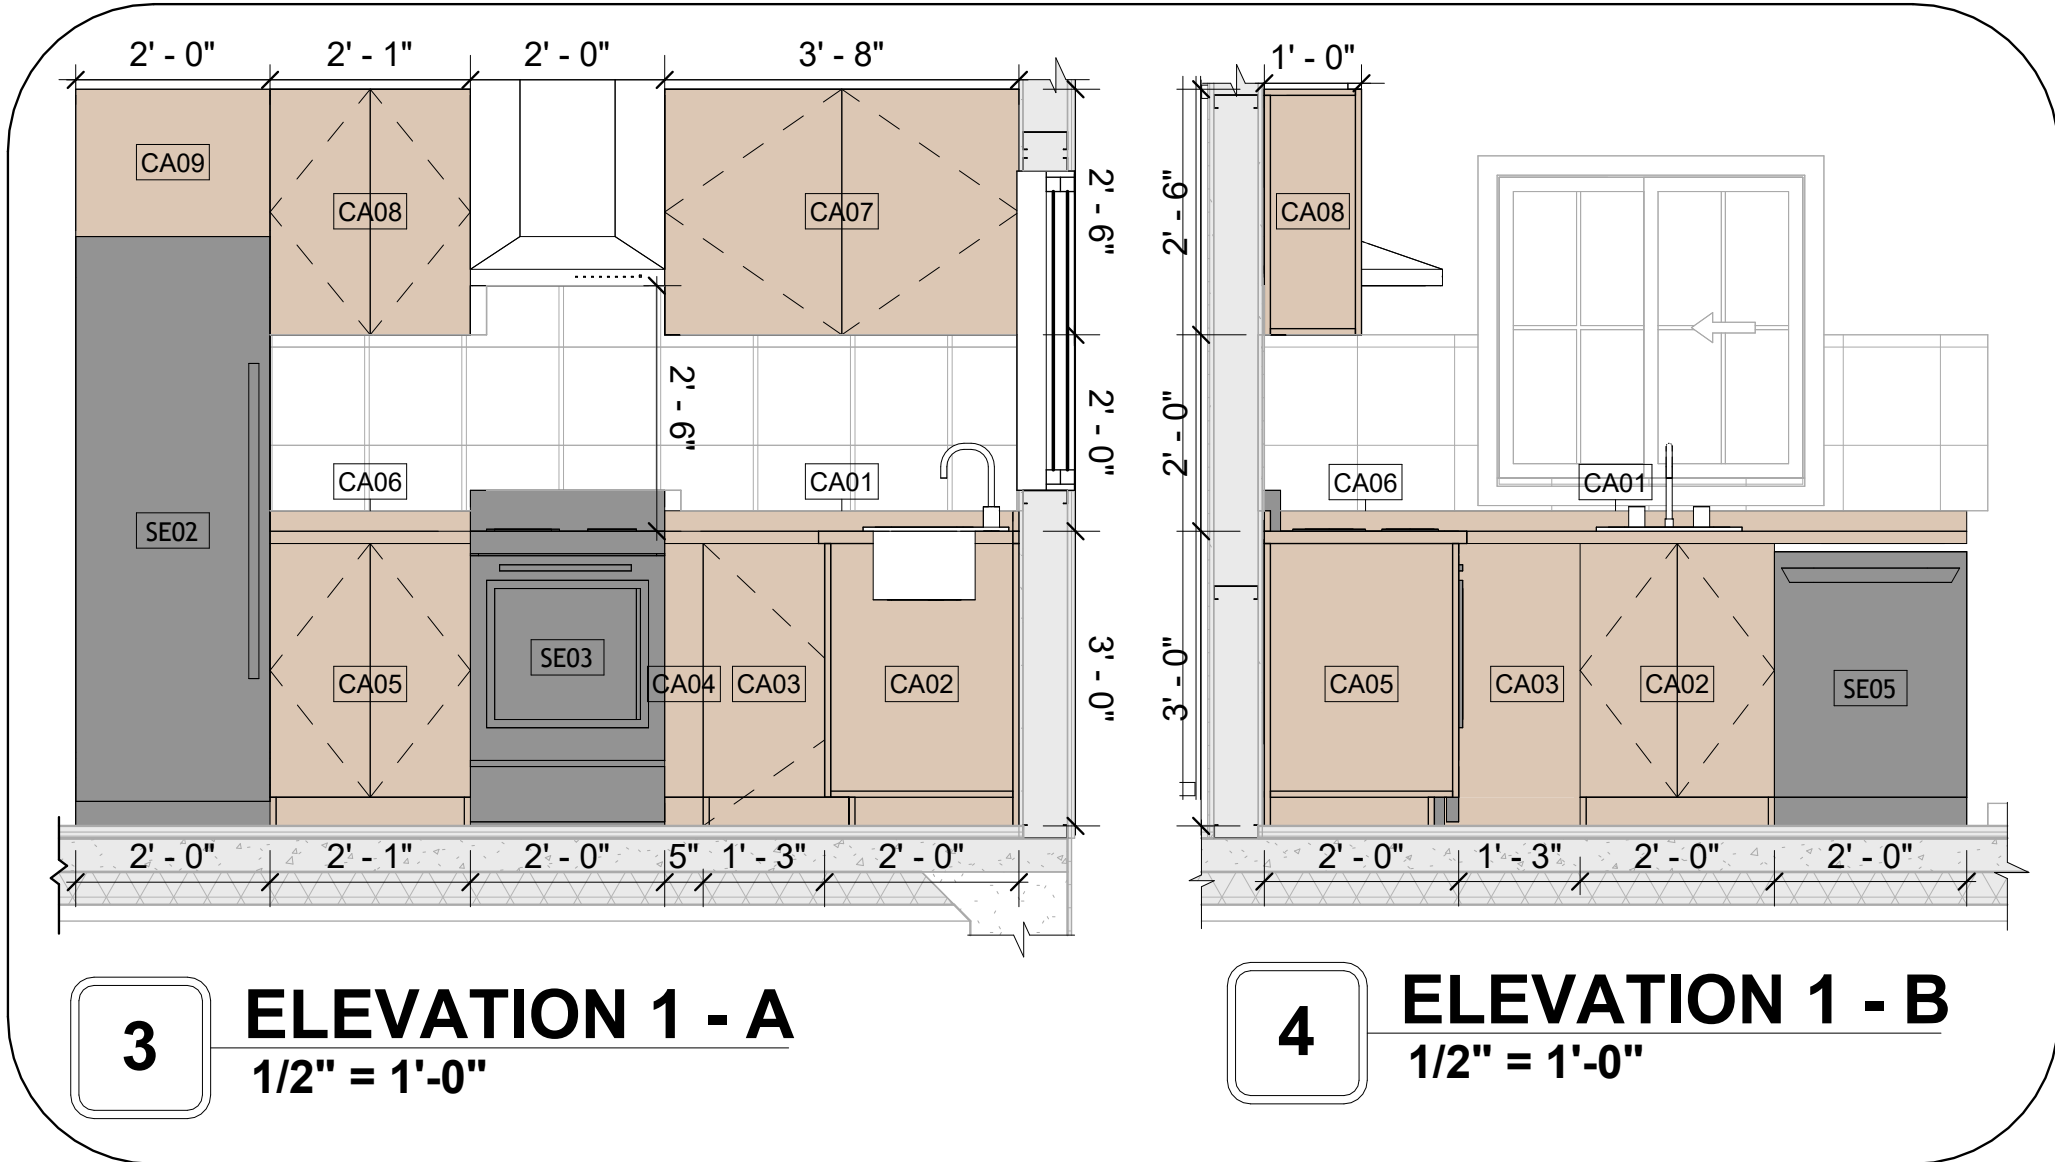 2' - 0" 2' - 1" 2' - 0" 3' - 8"
CA09
CA08
CA07
2' - 6"
2' - 6"
2' - 0"
CA06
CA01
SE02
SE03
CA05
CA04
CA03
CA02
3' - 0"
2' - 0" 2' - 1" 2' - 0" 5" 1' - 3" 2' - 0"
3
ELEVATION 1 - A
1/2" = 1'-0"
1' - 0"
2' - 6"
CA08
2' - 0"
CA06
CA01
3' - 0"
CA05
CA03
CA02
SE05
2' - 0" 1' - 3" 2' - 0" 2' - 0"
4
ELEVATION 1 - B
1/2" = 1'-0"